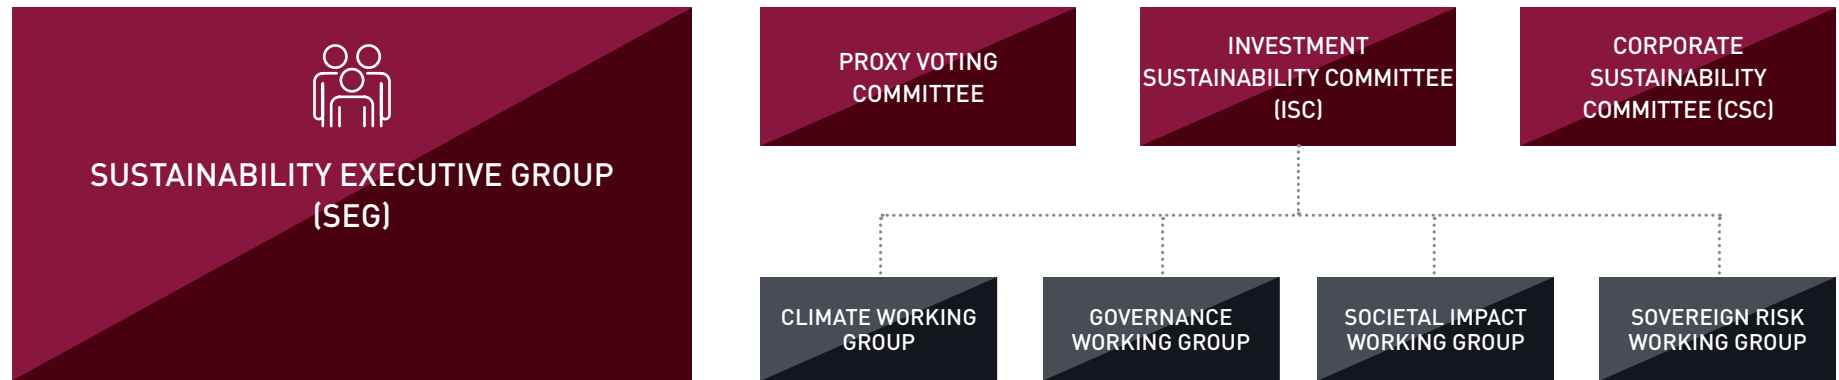 SUSTAINABILITY EXECUTIVE GROUP
(SEG)
PROXY VOTING
COMMITTEE
INVESTMENT
SUSTAINABILITY COMMITTEE
(ISC)
CORPORATE
SUSTAINABILITY
COMMITTEE (CSC)
CLIMATE WORKING
GROUP
GOVERNANCE
WORKING GROUP
SOCIETAL IMPACT
WORKING GROUP
SOVEREIGN RISK
WORKING GROUP